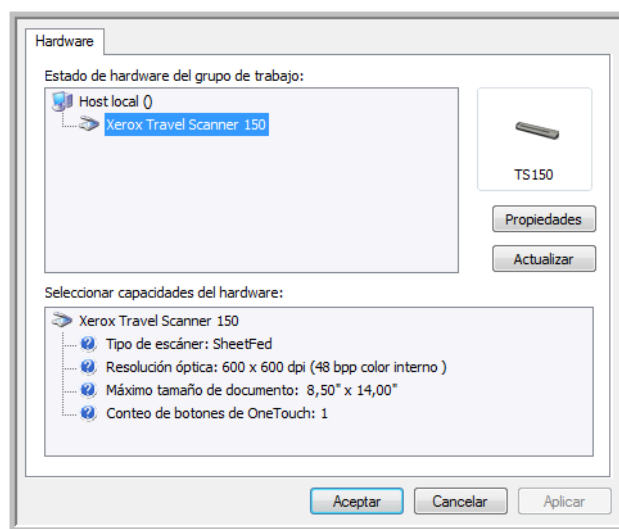 Hardware
Estado de hardware del grupo de trabajo:
Host local ()
Xerox Travel Scanner 150
TS150
Propiedades
Actualizar
Seleccionar capacidades del hardware:
Xerox Travel Scanner 150
Tipo de escáner: SheetFed
Resolución óptica: 600 x 600 dpi (48 bpp color interno )
Máximo tamaño de documento: 8,50" x 14,00"
Conteo de botones de OneTouch: 1
Aceptar
Cancelar
Aplicar